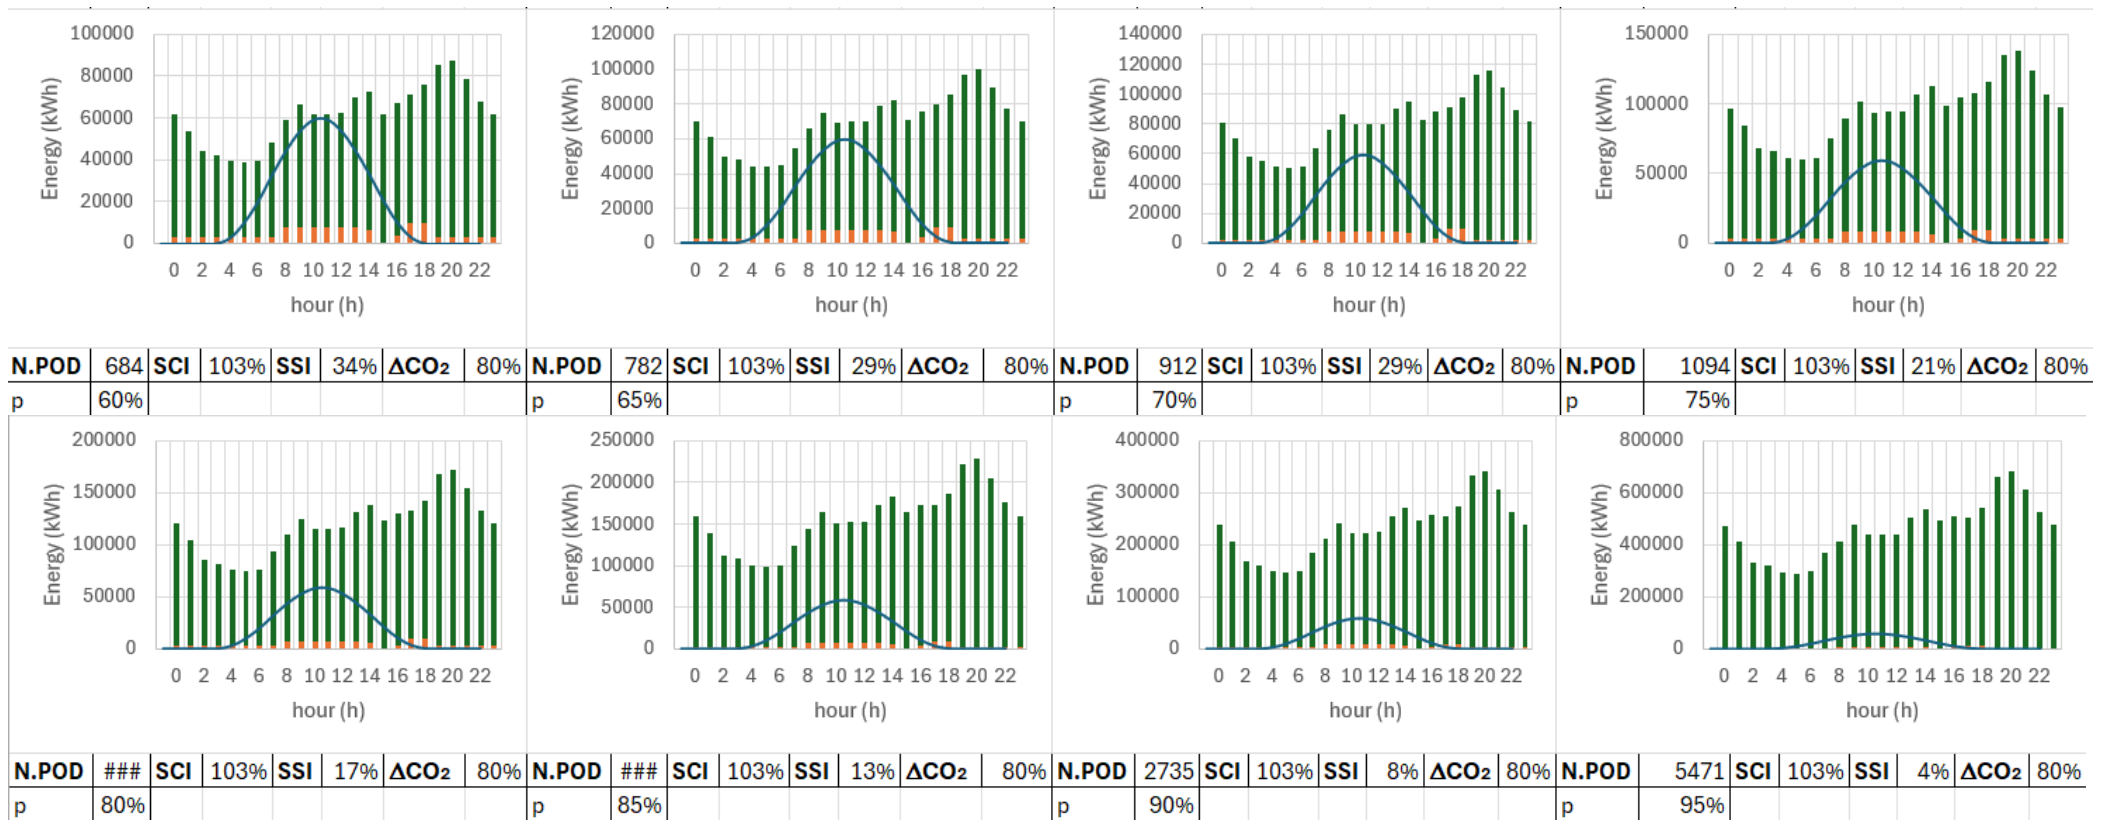 100000
80000
60000
40000
20000
0
Energy (kWh)
0 2 4 6 8 10 12 14 16 18 20 22
hour (h)
120000
100000
80000
60000
40000
20000
0
Energy (kWh)
0 2 4 6 8 10 12 14 16 18 20 22
hour (h)
140000
120000
100000
80000
60000
40000
20000
0
Energy (kWh)
0 2 4 6 8 10 12 14 16 18 20 22
hour (h)
150000
100000
50000
0
Energy (kWh)
0 2 4 6 8 10 12 14 16 18 20 22
hour (h)
N.POD 684 SCI 103% SSI 34% ΔCO₂ 80% N.POD 782 SCI 103% SSI 29% ΔCO₂ 80% N.POD 912 SCI 103% SSI 29% ΔCO₂ 80% N.POD 1094 SCI 103% SSI 21% ΔCO₂ 80%
p 60% p 65% p 70% p 75%
200000
150000
100000
50000
0
Energy (kWh)
0 2 4 6 8 10 12 14 16 18 20 22
hour (h)
250000
200000
150000
100000
50000
0
Energy (kWh)
0 2 4 6 8 10 12 14 16 18 20 22
hour (h)
400000
300000
200000
100000
0
Energy (kWh)
0 2 4 6 8 10 12 14 16 18 20 22
hour (h)
800000
600000
400000
200000
0
Energy (kWh)
0 2 4 6 8 10 12 14 16 18 20 22
hour (h)
N.POD ### SCI 103% SSI 17% ΔCO₂ 80% N.POD ### SCI 103% SSI 13% ΔCO₂ 80% N.POD 2735 SCI 103% SSI 8% ΔCO₂ 80% N.POD 5471 SCI 103% SSI 4% ΔCO₂ 80%
p 80% p 85% p 90% p 95%